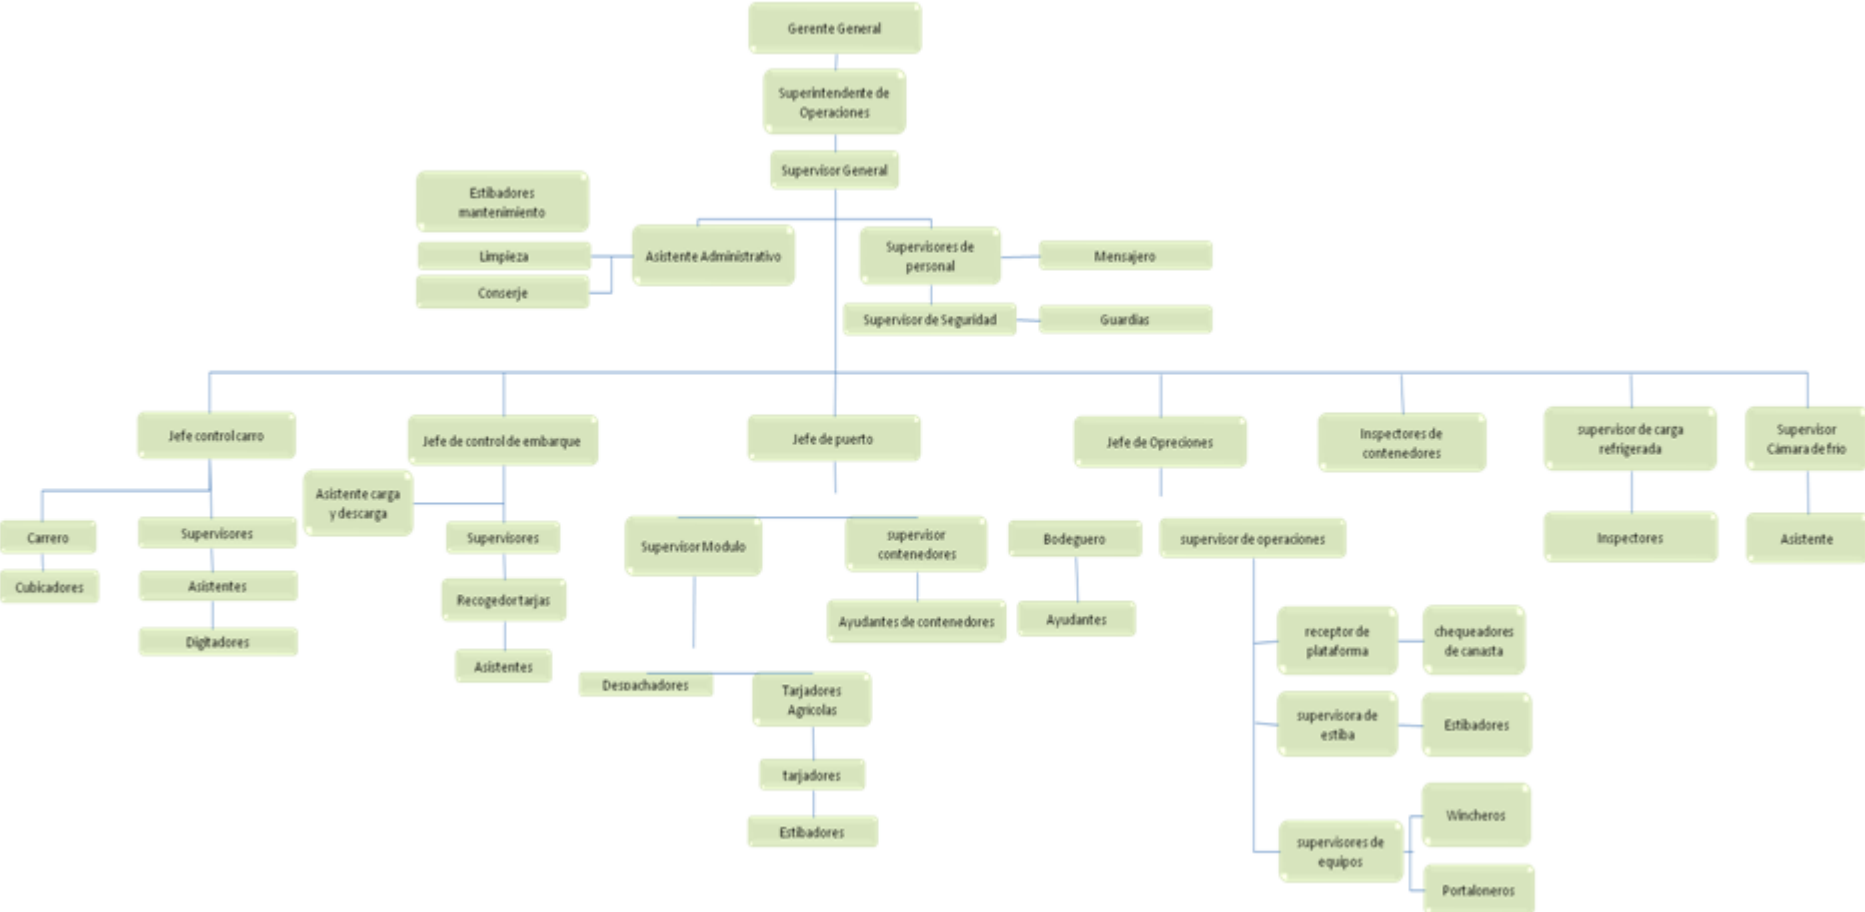 Gerente General
Superintendente de
Operaciones
Supervisor General
Estibadores
mantenimiento
Limpieza
Conserje
Asistente Administrativo
Supervisores de
personal
Mensajero
Supervisor de Seguridad
Guardias
Jefe control carro
Jefe de control de embarque
Jefe de puerto
Jefe de Opreciones
Inspectores de
contenedores
supervisor de carga
refrigerada
Supervisor
Cámara de frio
Asistente carga
y descarga
Carrero
Supervisores
Supervisores
Supervisor Modulo
supervisor
contenedores
Bodeguero
supervisor de operaciones
Inspectores
Asistente
Cubicadores
Asistentes
Recogedor tarjas
Ayudantes de contenedores
Ayudantes
Digitadores
Asistentes
receptor de
plataforma
chequeadores
de canasta
Despachadores
Tarjadores
Agricolas
supervisora de
estiba
Estibadores
tarjadores
Estibadores
Wincheros
supervisores de
equipos
Portaloneros